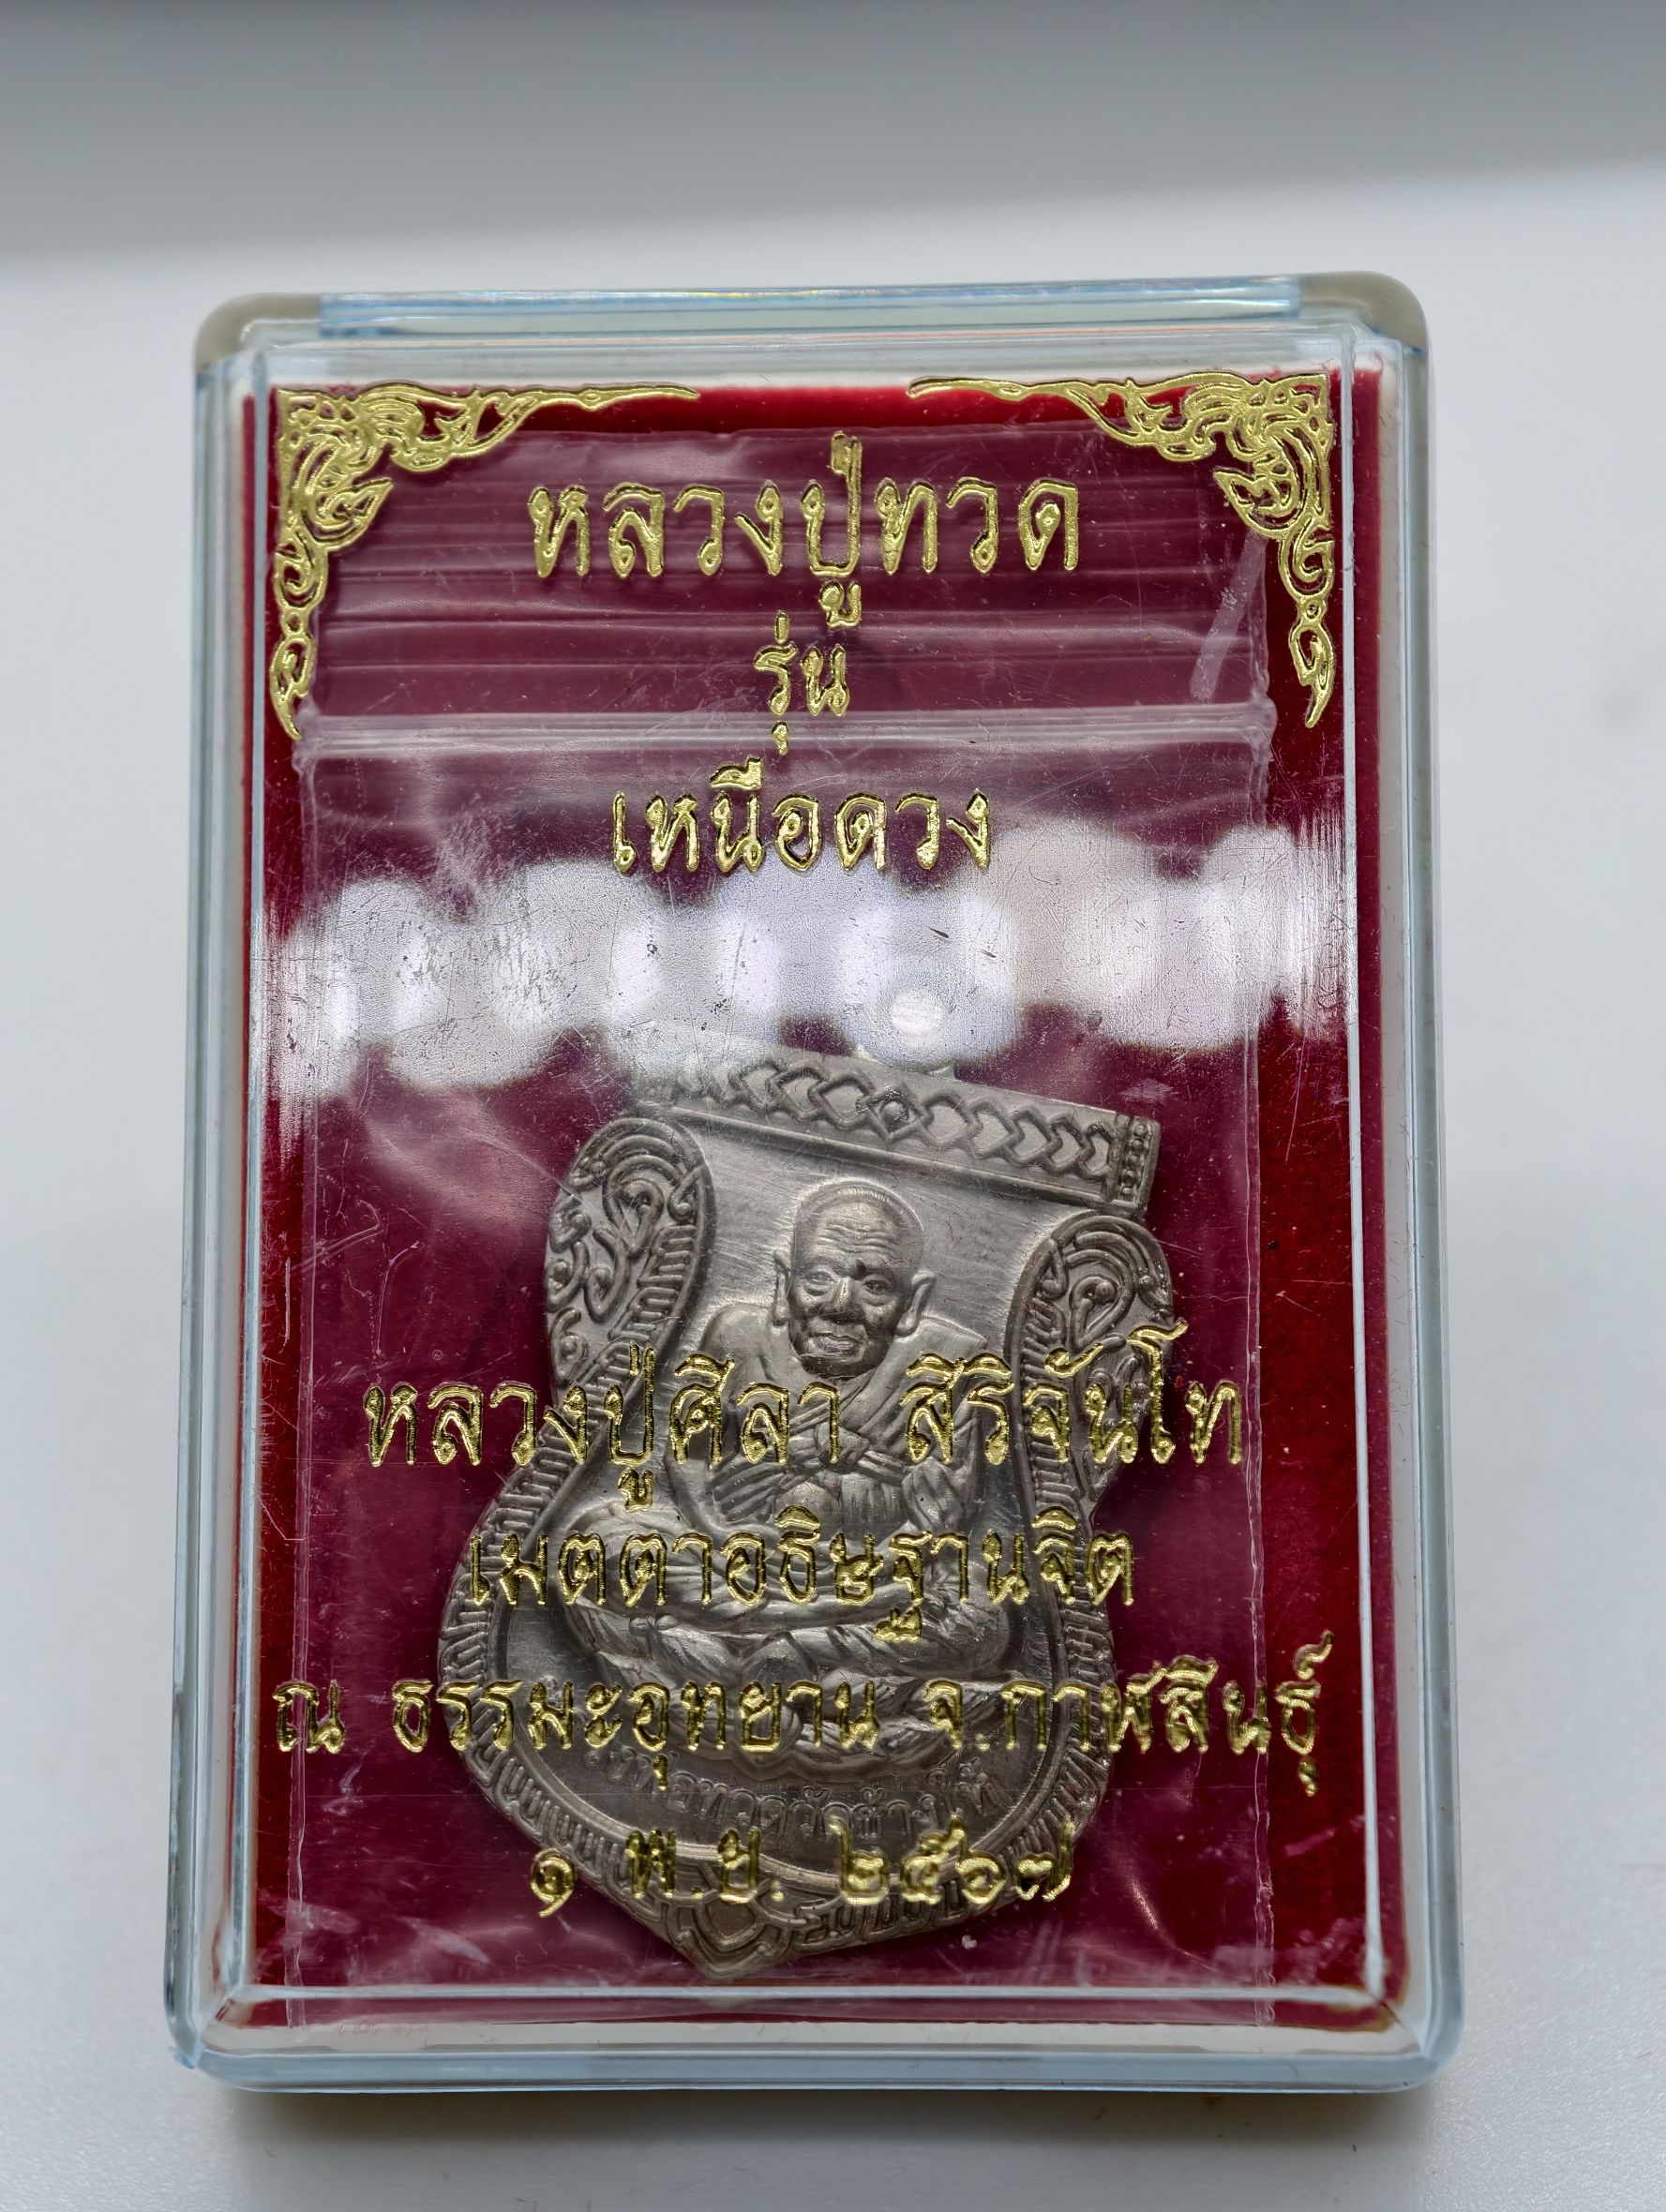 หลวงปู่ทวด
รุ่น
เหนือดวง
หลวงปู่ศิลา สิริจันโท
เมตตาอธิษฐานจิต
ณ ธรรมะอุทยาน จ.กาฬสินธุ์
๑ พ.ย. ๒๕๖๗